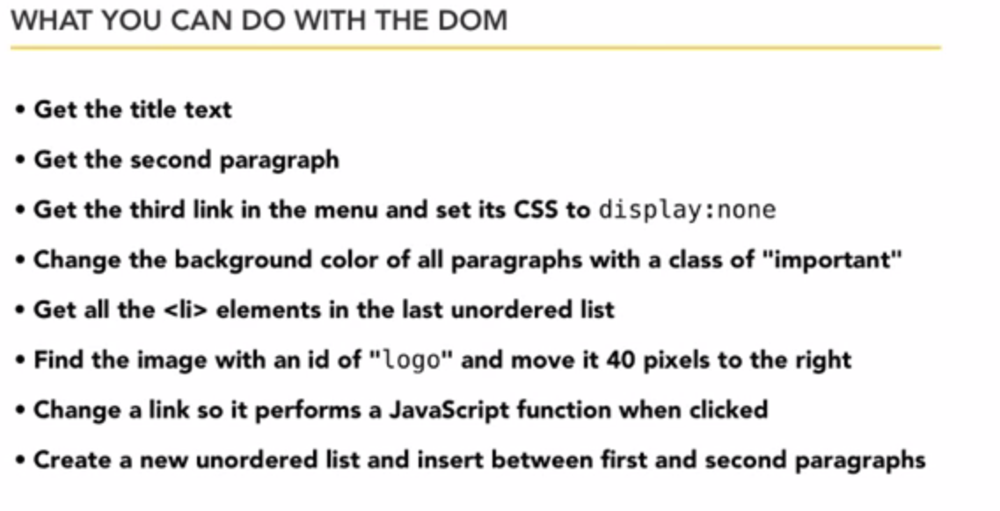 WHAT YOU CAN DO WITH THE DOM
• Get the title text
• Get the second paragraph
• Get the third link in the menu and set its CSS to display:none
• Change the background color of all paragraphs with a class of "important"
• Get all the <li> elements in the last unordered list
• Find the image with an id of "logo" and move it 40 pixels to the right
• Change a link so it performs a JavaScript function when clicked
• Create a new unordered list and insert between first and second paragraphs